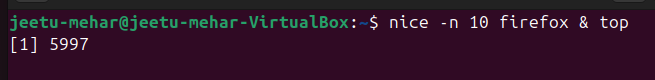 jeetu-mehar@jeetu-mehar-VirtualBox:~$ nice -n 10 firefox & top
[1] 5997